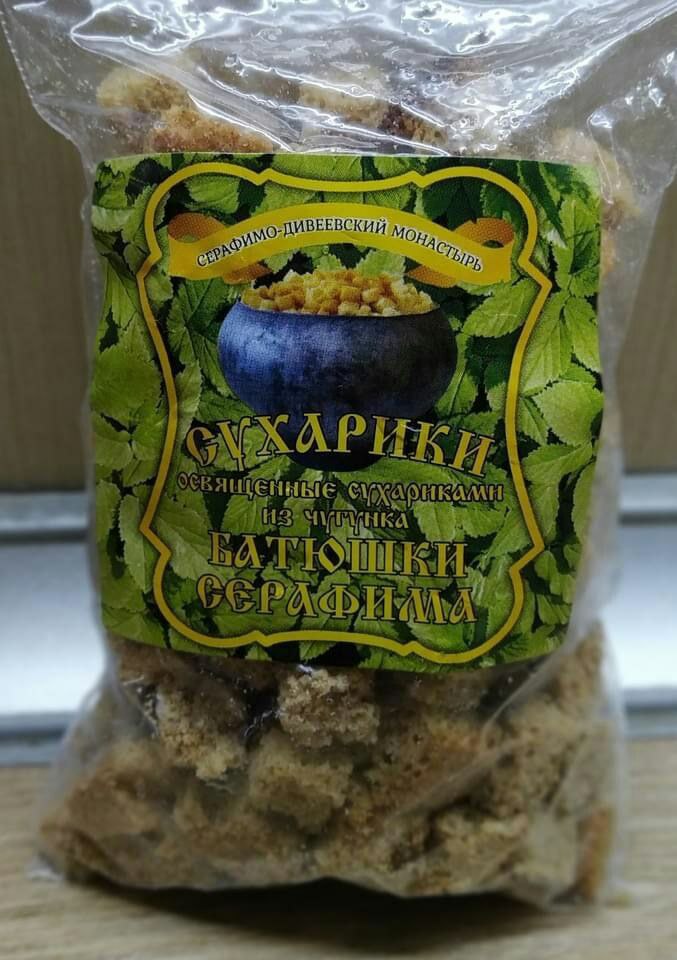 СЕРАФИМО-ДИВЕЕВСКИЙ МОНАСТЫРЬ
СУХАРИКИ
ОСВЯЩЕННЫЕ СУХАРИКАМИ
ИЗ ЧУГУНКА
БАТЮШКИ
СЕРАФИМА